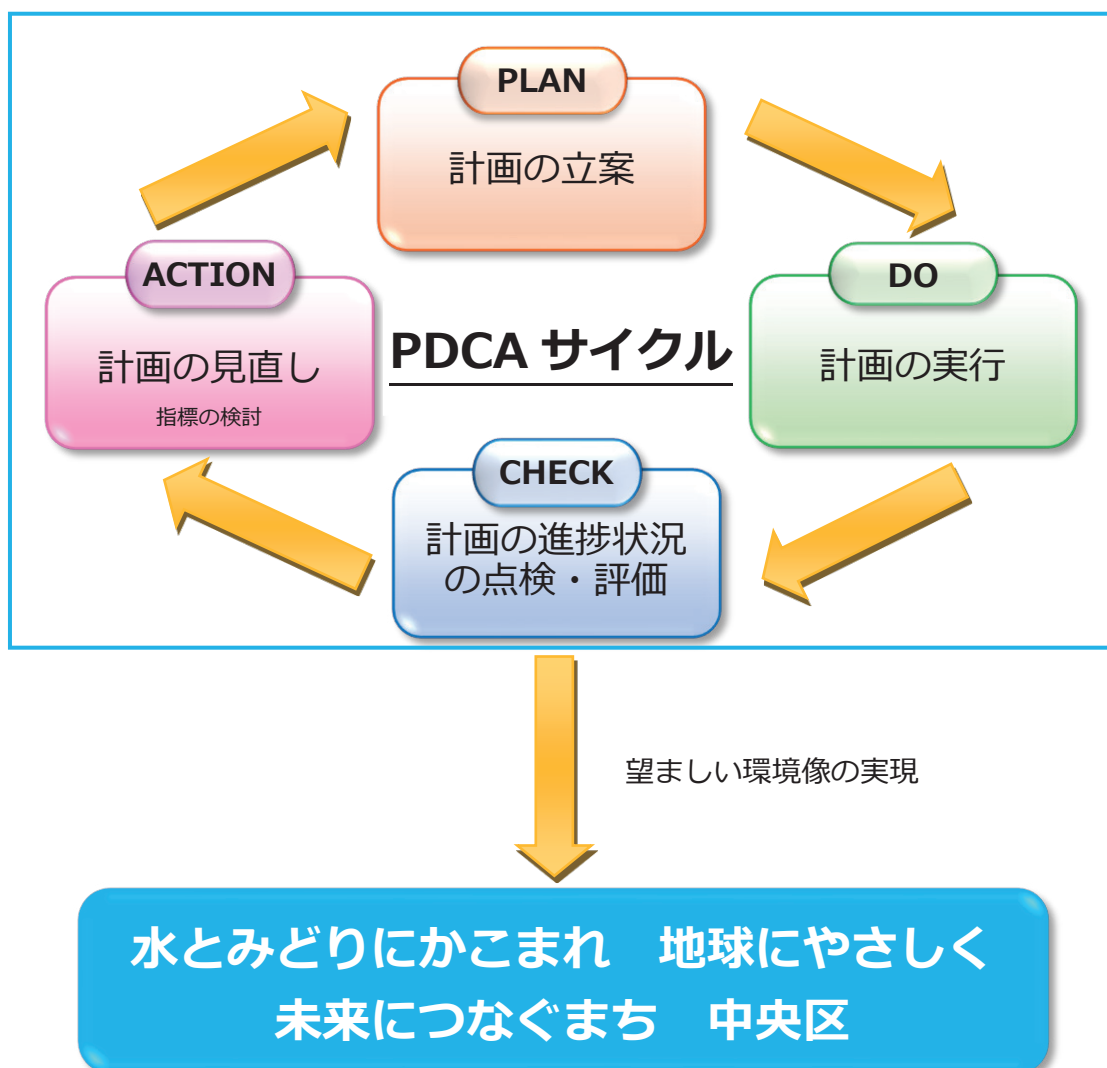 PLAN
計画の立案
DO
計画の実行
PDCA サイクル
ACTION
計画の見直し
指標の検討
CHECK
計画の進捗状況
の点検・評価
望ましい環境像の実現
水とみどりにかこまれ　地球にやさしく
未来につなぐまち　中央区